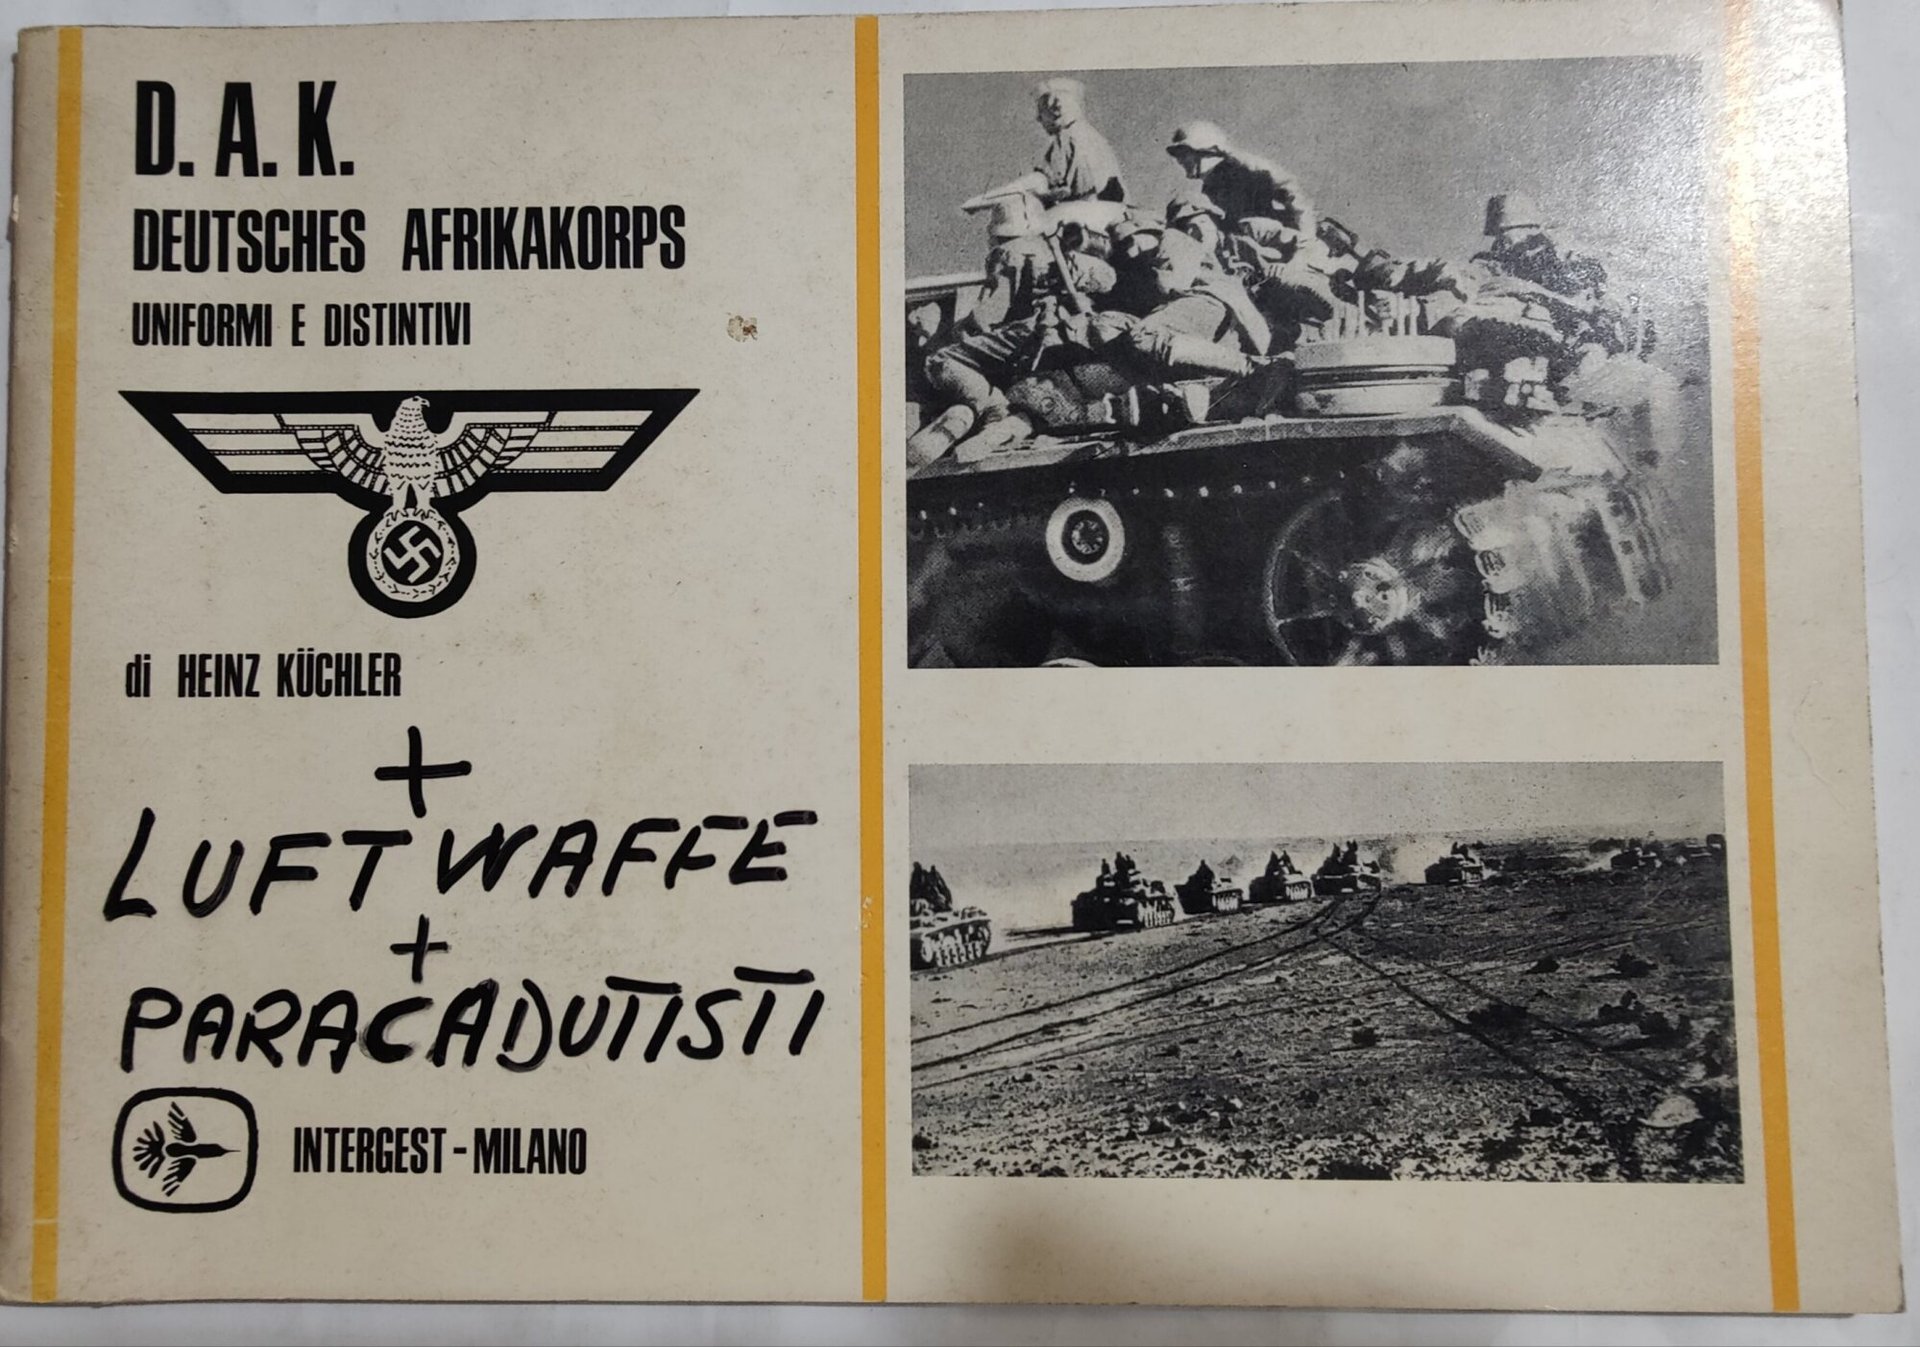 D. A. K.
DEUTSCHES AFRIKAKORPS
UNIFORMI E DISTINTIVI
di HEINZ KÜCHLER
+
LUFTWAFFE
+
PARACADUTISTI
INTERGEST - MILANO